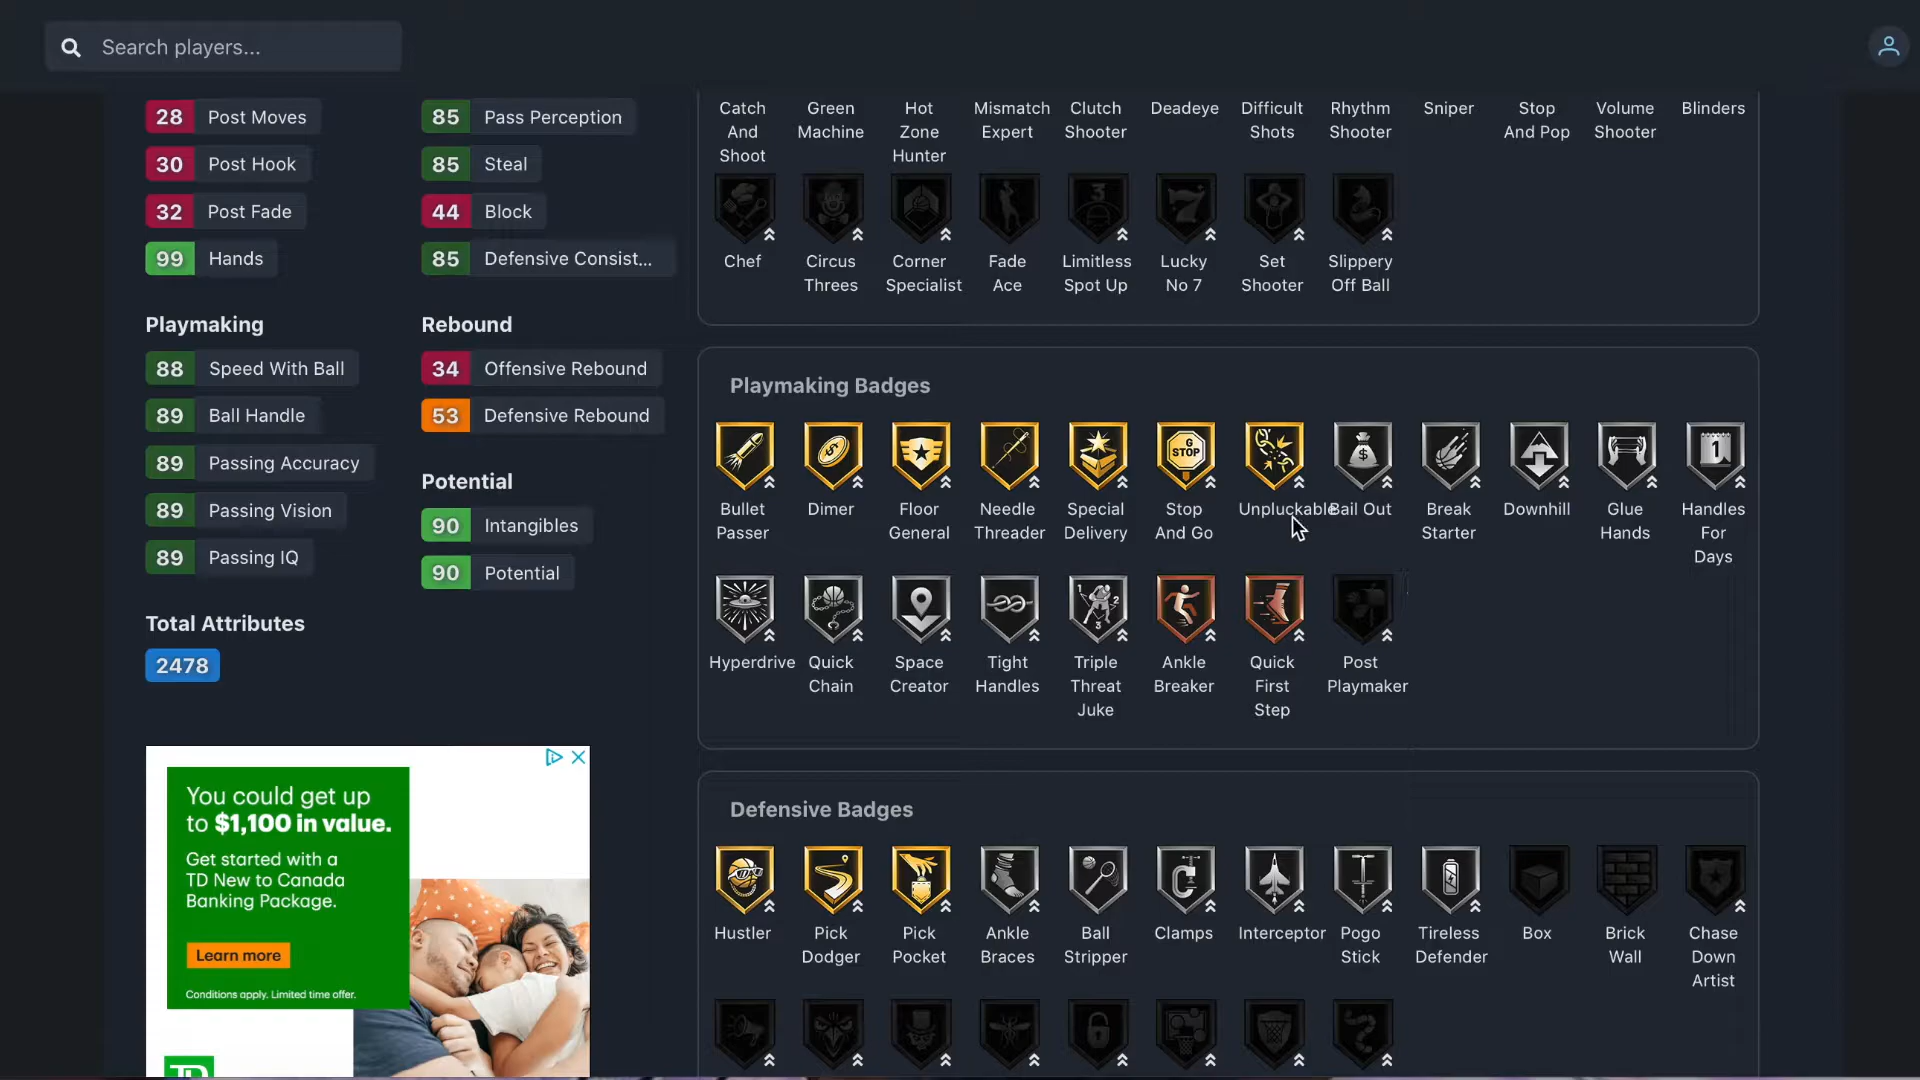 Search players...
28 Post Moves
30 Post Hook
32 Post Fade
99 Hands
Playmaking
88 Speed With Ball
89 Ball Handle
89 Passing Accuracy
89 Passing Vision
89 Passing IQ
Total Attributes
2478
85 Pass Perception
85 Steal
44 Block
85 Defensive Consist...
Rebound
34 Offensive Rebound
53 Defensive Rebound
Potential
90 Intangibles
90 Potential
Catch
And
Shoot
Green
Machine
Hot
Zone
Hunter
Mismatch
Expert
Clutch
Shooter
Deadeye
Difficult
Shots
Rhythm
Shooter
Sniper
Stop
And Pop
Volume
Shooter
Blinders
3
7
Chef
Circus
Threes
Corner
Specialist
Fade
Ace
Limitless
Spot Up
Lucky
No 7
Set
Shooter
Slippery
Off Ball
Playmaking Badges
$
G
STOP
$
1
Bullet
Passer
Dimer
Floor
General
Needle
Threader
Special
Delivery
Stop
And Go
Unpluckable
Bail Out
Break
Starter
Downhill
Glue
Hands
Handles
For
Days
1
2
3
Hyperdrive
Quick
Chain
Space
Creator
Tight
Handles
Triple
Threat
Juke
Ankle
Breaker
Quick
First
Step
Post
Playmaker
Defensive Badges
Hustler
Pick
Dodger
Pick
Pocket
Ankle
Braces
Ball
Stripper
Clamps
Interceptor
Pogo
Stick
Tireless
Defender
Box
Brick
Wall
Chase
Down
Artist
You could get up
to $1,100 in value.
Get started with a
TD New to Canada
Banking Package.
Learn more
Conditions apply. Limited time offer.
TD